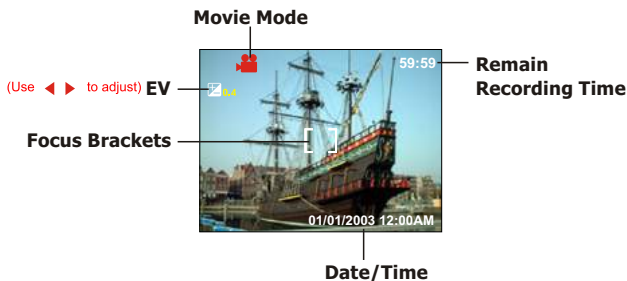 Movie Mode
59:59
Remain
Recording Time
(Use ◀ ▶ to adjust) EV
0.4
Focus Brackets
01/01/2003 12:00AM
Date/Time